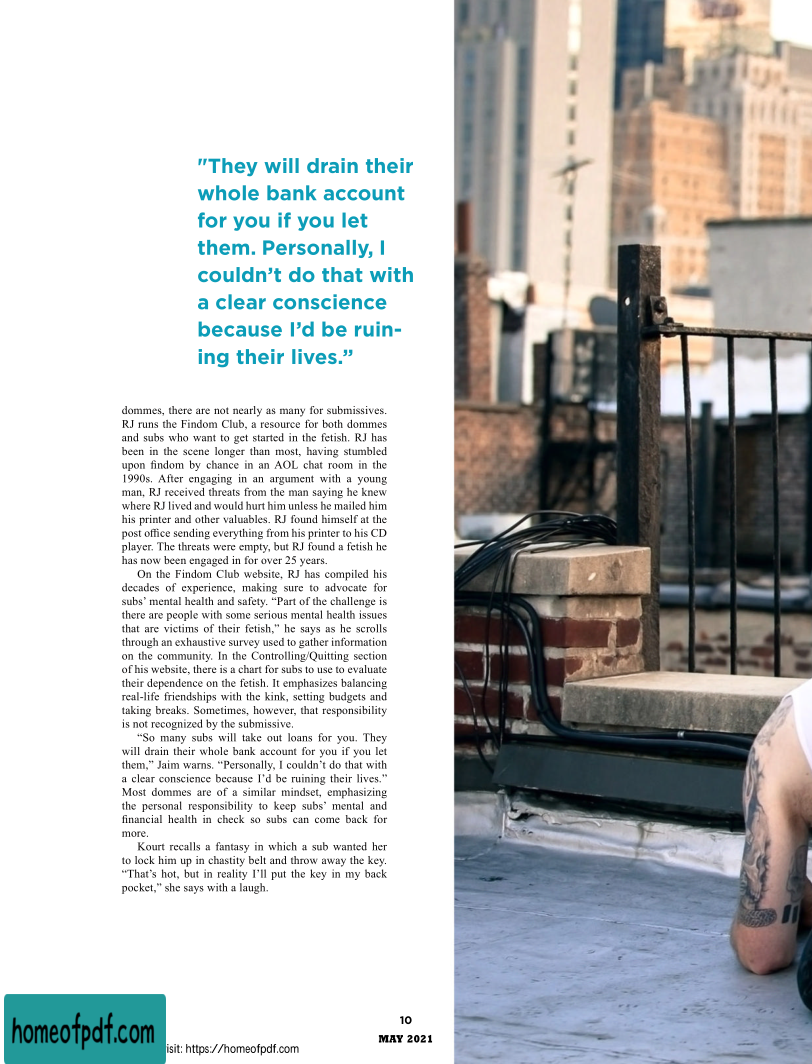 "They will drain their
whole bank account
for you if you let
them. Personally, I
couldn’t do that with
a clear conscience
because I’d be ruin-
ing their lives.”
dommes, there are not nearly as many for submissives.
RJ runs the Findom Club, a resource for both dommes
and subs who want to get started in the fetish. RJ has
been in the scene longer than most, having stumbled
upon findom by chance in an AOL chat room in the
1990s. After engaging in an argument with a young
man, RJ received threats from the man saying he knew
where RJ lived and would hurt him unless he mailed him
his printer and other valuables. RJ found himself at the
post office sending everything from his printer to his CD
player. The threats were empty, but RJ found a fetish he
has now been engaged in for over 25 years.
On the Findom Club website, RJ has compiled his
decades of experience, making sure to advocate for
subs’ mental health and safety. “Part of the challenge is
there are people with some serious mental health issues
that are victims of their fetish,” he says as he scrolls
through an exhaustive survey used to gather information
on the community. In the Controlling/Quitting section
of his website, there is a chart for subs to use to evaluate
their dependence on the fetish. It emphasizes balancing
real-life friendships with the kink, setting budgets and
taking breaks. Sometimes, however, that responsibility
is not recognized by the submissive.
“So many subs will take out loans for you. They
will drain their whole bank account for you if you let
them,” Jaim warns. “Personally, I couldn’t do that with
a clear conscience because I’d be ruining their lives.”
Most dommes are of a similar mindset, emphasizing
the personal responsibility to keep subs’ mental and
financial health in check so subs can come back for
more.
Kourt recalls a fantasy in which a sub wanted her
to lock him up in chastity belt and throw away the key.
“That’s hot, but in reality I’ll put the key in my back
pocket,” she says with a laugh.
10
MAY 2021
homeofpdf.com
isit: https://homeofpdf.com